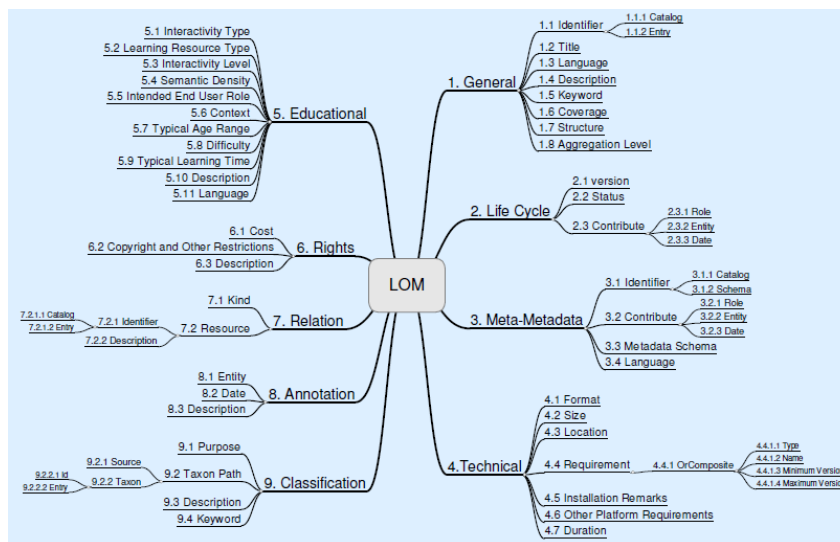 LOM
1. General
1.1 Identifier
1.1.1 Catalog
1.1.2 Entry
1.2 Title
1.3 Language
1.4 Description
1.5 Keyword
1.6 Coverage
1.7 Structure
1.8 Aggregation Level
2. Life Cycle
2.1 version
2.2 Status
2.3 Contribute
2.3.1 Role
2.3.2 Entity
2.3.3 Date
3. Meta-Metadata
3.1 Identifier
3.1.1 Catalog
3.1.2 Schema
3.2 Contribute
3.2.1 Role
3.2.2 Entity
3.2.3 Date
3.3 Metadata Schema
3.4 Language
4.Technical
4.1 Format
4.2 Size
4.3 Location
4.4 Requirement
4.4.1 OrComposite
4.4.1.1 Type
4.4.1.2 Name
4.4.1.3 Minimum Versio
4.4.1.4 Maximum Versio
4.5 Installation Remarks
4.6 Other Platform Requirements
4.7 Duration
5. Educational
5.1 Interactivity Type
5.2 Learning Resource Type
5.3 Interactivity Level
5.4 Semantic Density
5.5 Intended End User Role
5.6 Context
5.7 Typical Age Range
5.8 Difficulty
5.9 Typical Learning Time
5.10 Description
5.11 Language
6. Rights
6.1 Cost
6.2 Copyright and Other Restrictions
6.3 Description
7. Relation
7.1 Kind
7.2 Resource
7.2.1 Identifier
7.2.1.1 Catalog
7.2.1.2 Entry
7.2.2 Description
8. Annotation
8.1 Entity
8.2 Date
8.3 Description
9. Classification
9.1 Purpose
9.2 Taxon Path
9.2.1 Source
9.2.2 Taxon
9.2.2.1 Id
9.2.2.2 Entry
9.3 Description
9.4 Keyword